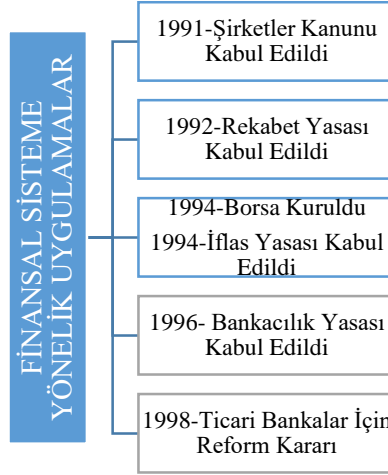 FİNANSAL SİSTEME
YÖNELİK UYGULAMALAR
1991-Şirketler Kanunu
Kabul Edildi
1992-Rekabet Yasası
Kabul Edildi
1994-Borsa Kuruldu
1994-İflas Yasası Kabul
Edildi
1996- Bankacılık Yasası
Kabul Edildi
1998-Ticari Bankalar İçin
Reform Kararı